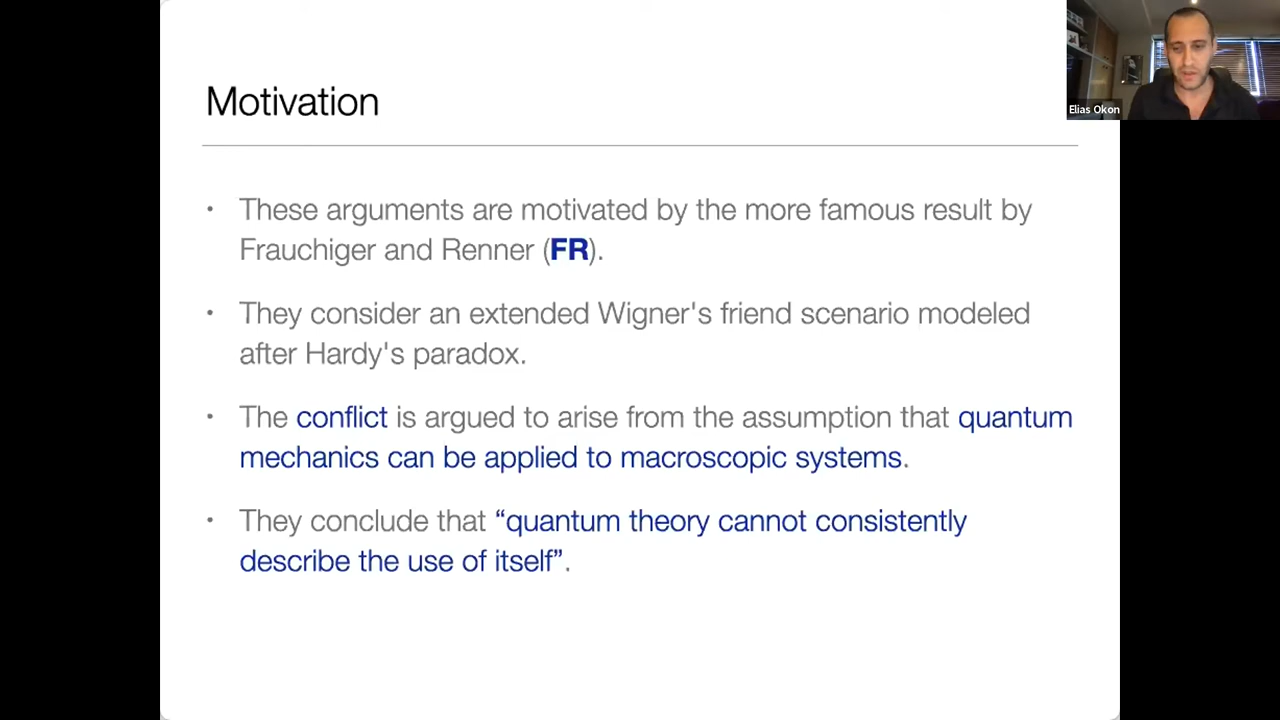 Motivation
Elias Okon
• These arguments are motivated by the more famous result by
Frauchiger and Renner (FR).
• They consider an extended Wigner's friend scenario modeled
after Hardy's paradox.
• The conflict is argued to arise from the assumption that quantum
mechanics can be applied to macroscopic systems.
• They conclude that “quantum theory cannot consistently
describe the use of itself”.